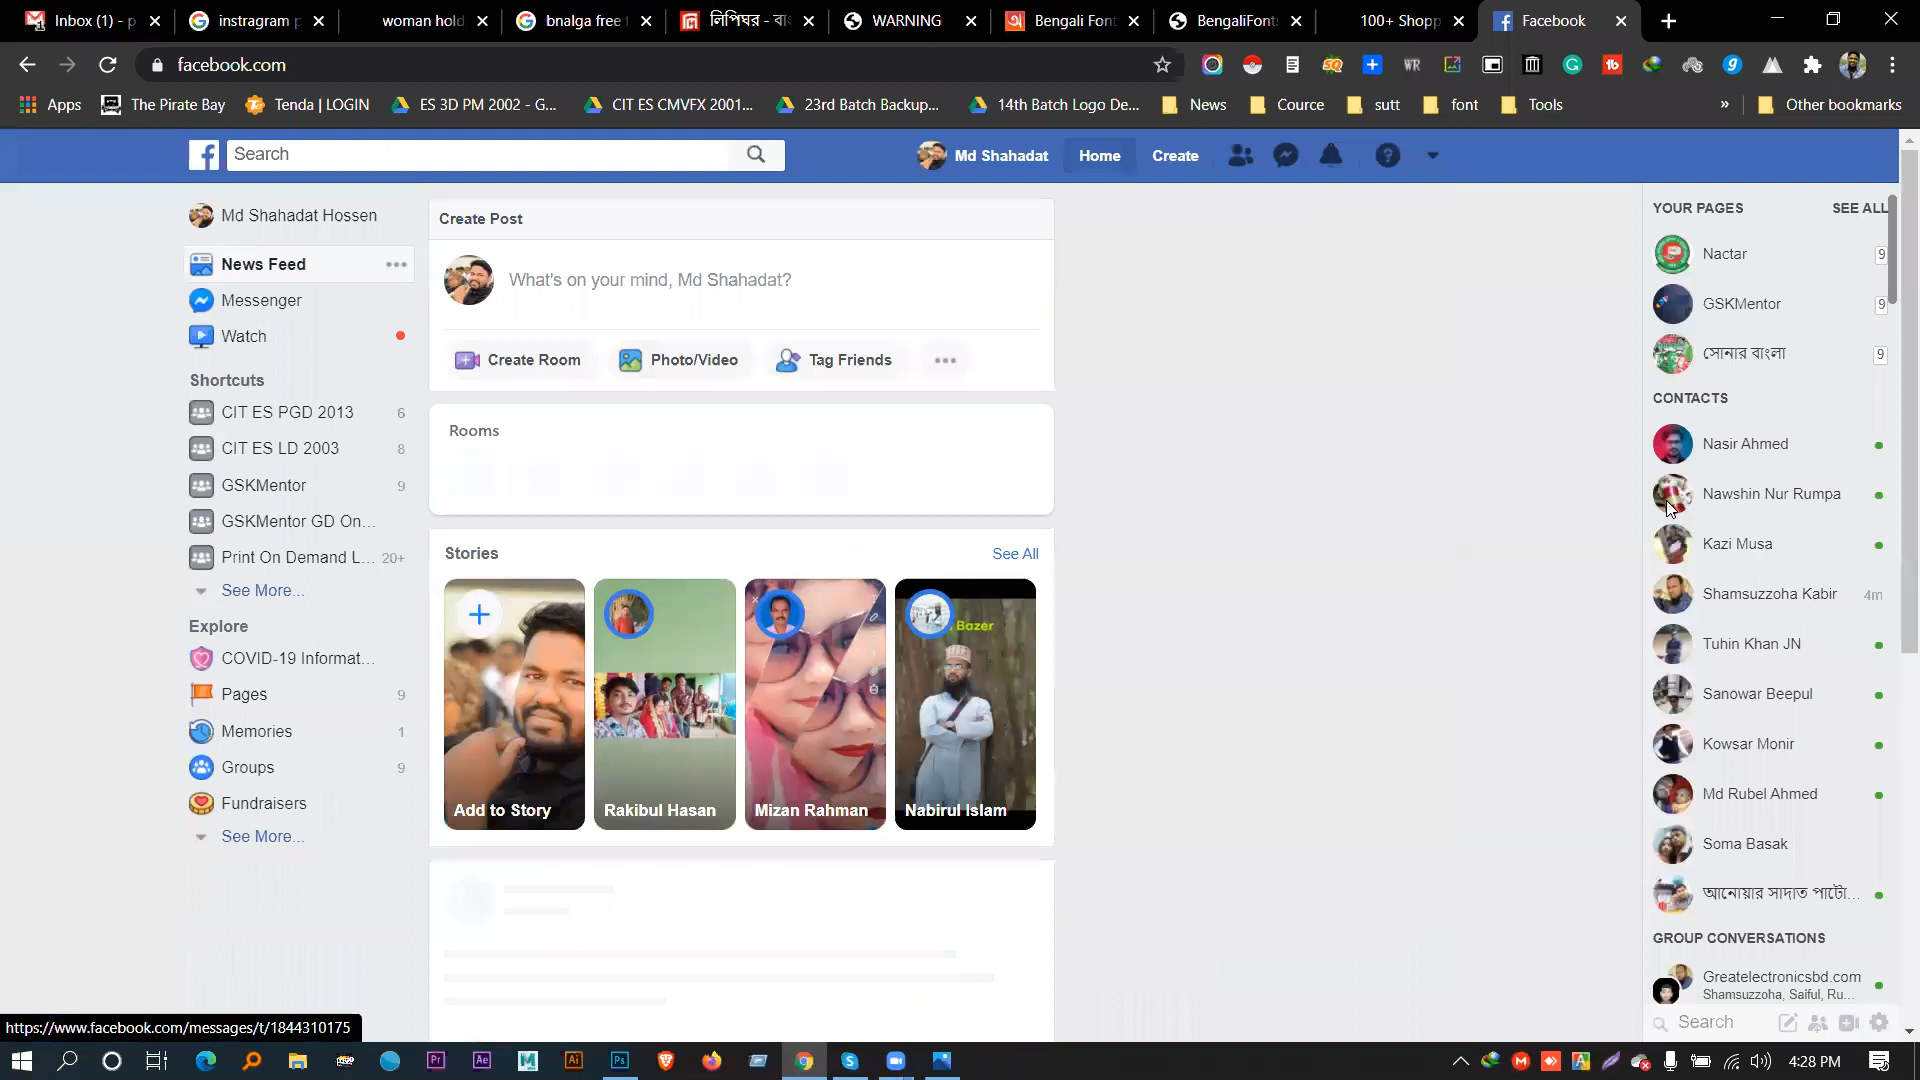 Inbox (1) - p
instragram p
woman hold
bnalga free f
লিপিঘর - বাং
WARNING
Bengali Font
BengaliFont
100+ Shopp
Facebook
facebook.com
Apps
The Pirate Bay
Tenda | LOGIN
ES 3D PM 2002 - G...
CIT ES CMVFX 2001...
23rd Batch Backup...
14th Batch Logo De...
News
Cource
sutt
font
Tools
»
Other bookmarks
Search
Md Shahadat
Home
Create
Md Shahadat Hossen
News Feed
Messenger
Watch
Shortcuts
CIT ES PGD 2013 6
CIT ES LD 2003 8
GSKMentor 9
GSKMentor GD On...
Print On Demand L... 20+
See More...
Explore
COVID-19 Informat...
Pages 9
Memories 1
Groups 9
Fundraisers
See More...
Create Post
What's on your mind, Md Shahadat?
Create Room
Photo/Video
Tag Friends
Rooms
Stories
See All
Add to Story
Rakibul Hasan
Mizan Rahman
Bazer
Nabirul Islam
YOUR PAGES
SEE ALL
Nactar 9
GSKMentor 9
সোনার বাংলা 9
CONTACTS
Nasir Ahmed
Nawshin Nur Rumpa
Kazi Musa
Shamsuzzoha Kabir 4m
Tuhin Khan JN
Sanowar Beepul
Kowsar Monir
Md Rubel Ahmed
Soma Basak
আনোয়ার সাদাত পাটো...
GROUP CONVERSATIONS
Greatelectronicsbd.com
Shamsuzzoha, Saiful, Ru...
Search
https://www.facebook.com/messages/t/1844310175
4:28 PM